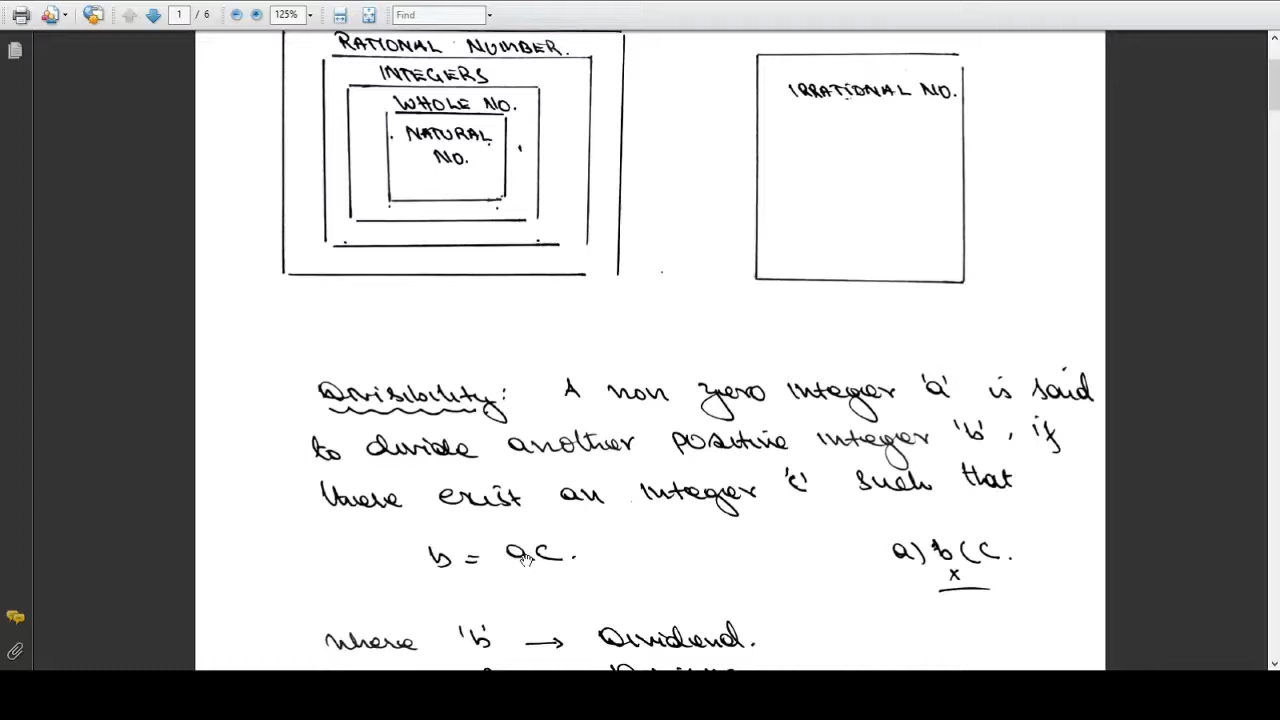 1 / 6
125%
Find
RATIONAL NUMBER.
INTEGERS
WHOLE NO.
NATURAL
NO.
IRRATIONAL NO.
Divisibility: A non zero integer 'a' is said
to divide another positive integer 'b', if
there exist an integer 'c' such that
b = ac.
a) b (c.
x
where 'b' → Dividend.